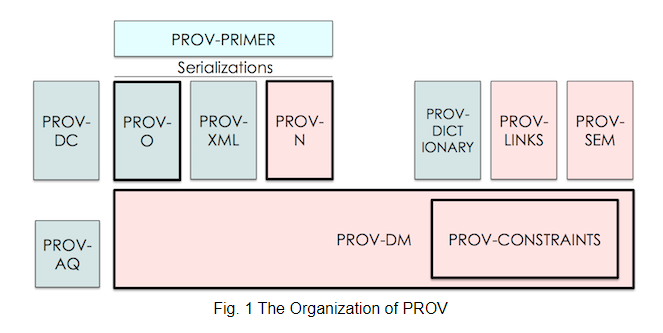 PROV-PRIMER
Serializations
PROV-
DC
PROV-
O
PROV-
XML
PROV-
N
PROV-
DICT
IONARY
PROV-
LINKS
PROV-
SEM
PROV-
AQ
PROV-DM
PROV-CONSTRAINTS
Fig. 1 The Organization of PROV